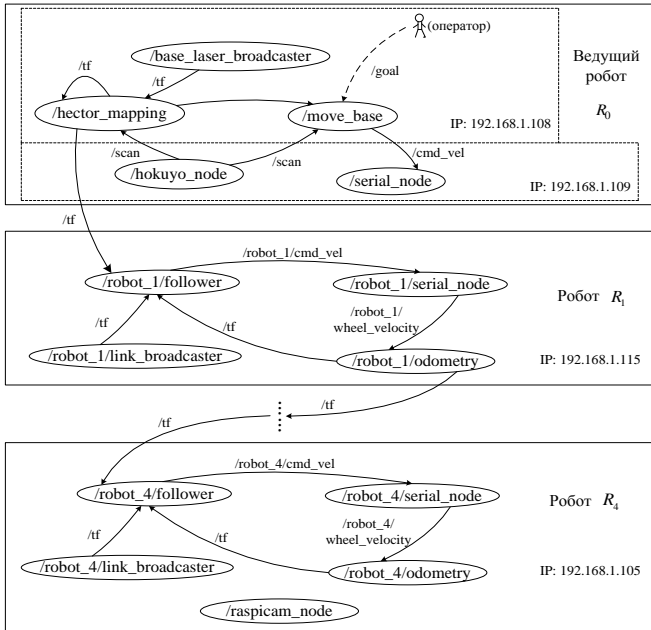 (оператор)
/base_laser_broadcaster
Ведущий
робот
R0
/tf
/tf
/goal
/hector_mapping
/move_base
IP: 192.168.1.108
/scan
/scan
/cmd_vel
/hokuyo_node
/serial_node
IP: 192.168.1.109
/tf
/robot_1/cmd_vel
/robot_1/follower
/robot_1/serial_node
Робот R1
/robot_1/
wheel_velocity
/tf
/tf
/robot_1/link_broadcaster
/robot_1/odometry
IP: 192.168.1.115
/tf
/tf
/robot_4/cmd_vel
/robot_4/follower
/robot_4/serial_node
Робот R4
/robot_4/
wheel_velocity
/tf
/tf
/robot_4/link_broadcaster
/robot_4/odometry
IP: 192.168.1.105
/raspicam_node